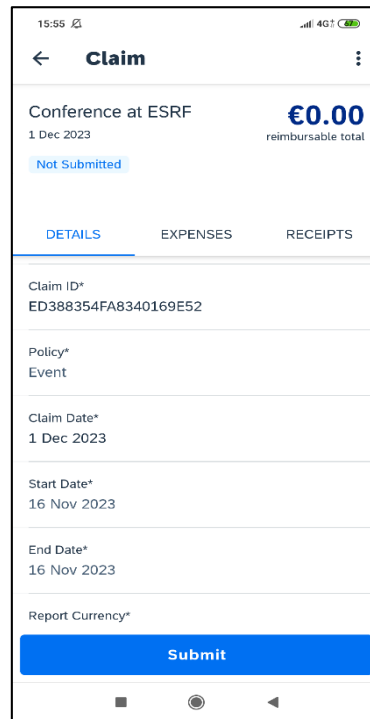 15:55 4G 67
Claim
Conference at ESRF €0.00
1 Dec 2023 reimbursable total
Not Submitted
DETAILS EXPENSES RECEIPTS
Claim ID*
ED388354FA8340169E52
Policy*
Event
Claim Date*
1 Dec 2023
Start Date*
16 Nov 2023
End Date*
16 Nov 2023
Report Currency*
Submit